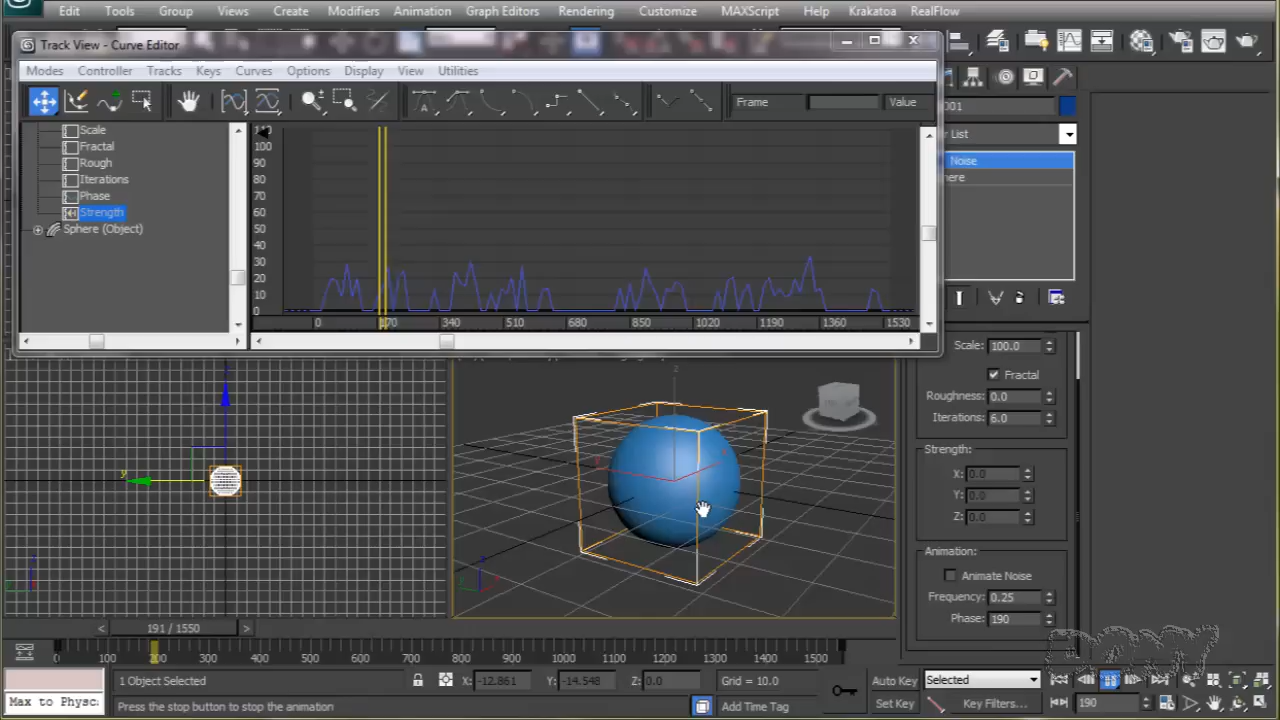 Edit Tools Group Views Create Modifiers Animation Graph Editors Rendering Customize MAXScript Help Krakatoa RealFlow
Track View - Curve Editor
Modes Controller Tracks Keys Curves Options Display View Utilities
Frame Value
001
r List
Noise
here
Scale
Fractal
Rough
Iterations
Phase
Strength
Sphere (Object)
100
90
80
70
60
50
40
30
20
10
0
0 170 340 510 680 850 1020 1190 1360 1530
Scale: 100.0
Fractal
Roughness: 0.0
Iterations: 6.0
Strength:
X: 0.0
Y: 0.0
Z: 0.0
Animation:
Animate Noise
Frequency: 0.25
Phase: 190
y
z
< 191 / 1550 >
0 100 200 300 400 500 600 700 800 900 1000 1100 1200 1300 1400 1500
1 Object Selected X: -12.861 Y: -14.548 Z: 0.0 Grid = 10.0 Auto Key Selected
Max to Physc Press the stop button to stop the animation Add Time Tag Set Key Key Filters... 190